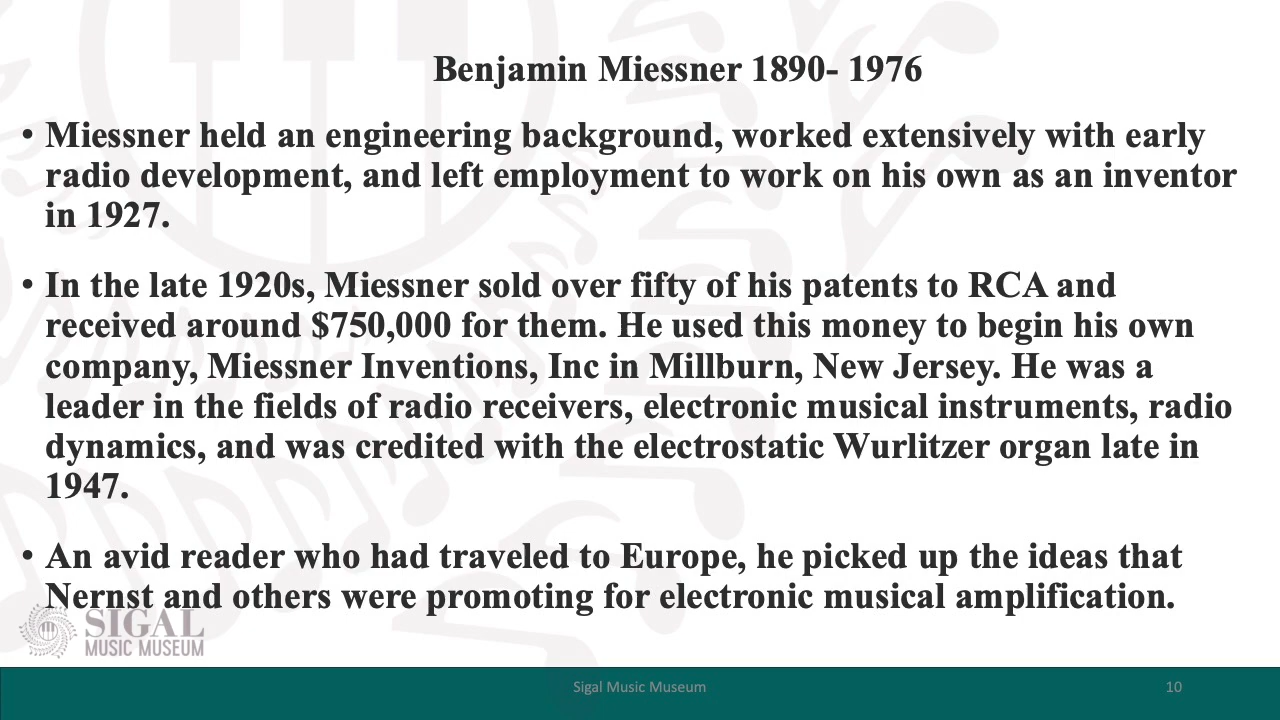 Benjamin Miessner 1890- 1976
• Miessner held an engineering background, worked extensively with early
radio development, and left employment to work on his own as an inventor
in 1927.
• In the late 1920s, Miessner sold over fifty of his patents to RCA and
received around $750,000 for them. He used this money to begin his own
company, Miessner Inventions, Inc in Millburn, New Jersey. He was a
leader in the fields of radio receivers, electronic musical instruments, radio
dynamics, and was credited with the electrostatic Wurlitzer organ late in
1947.
• An avid reader who had traveled to Europe, he picked up the ideas that
Nernst and others were promoting for electronic musical amplification.
SIGAL
MUSIC MUSEUM
Sigal Music Museum
10